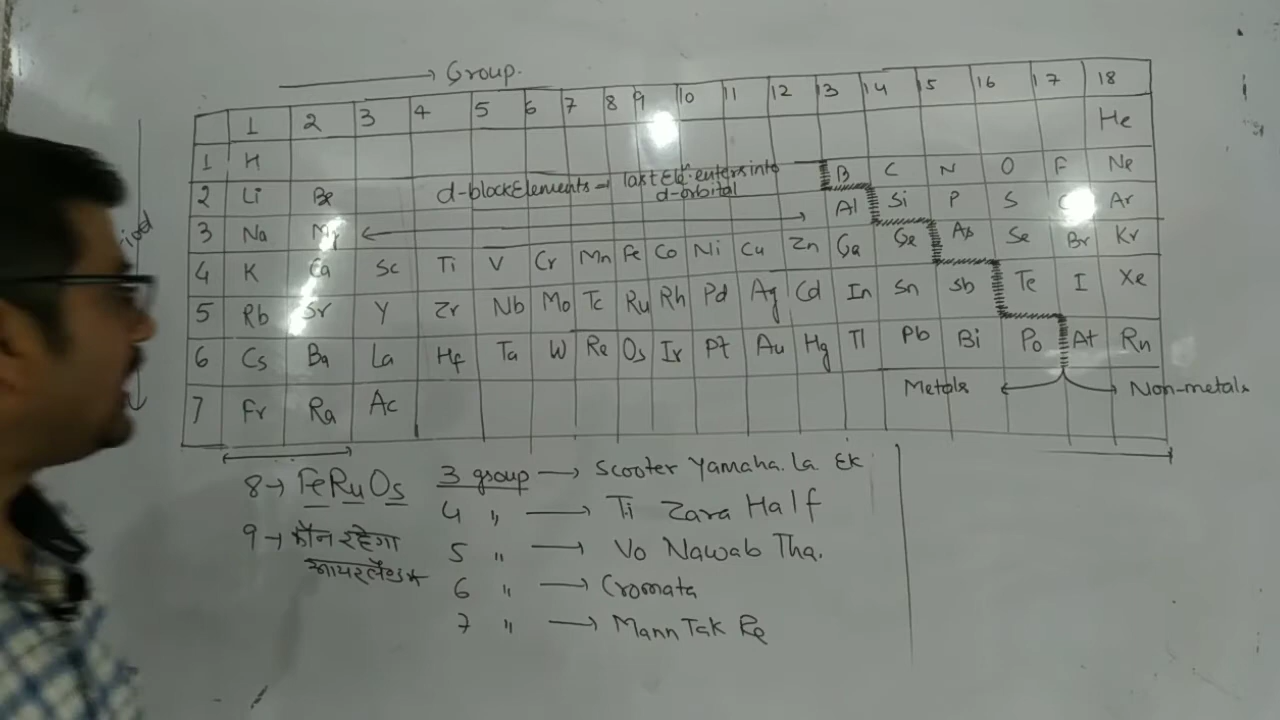 → Group.
1 2 3 4 5 6 7 8 9 10 11 12 13 14 15 16 17 18
He
1 H
d-block Elements → last elēn enters into B C N O F Ne
2 Li Be d-orbital Al Si P S Ar
3 Na Mg Ga Ge As Se Br Kr
4 K Ca Sc Ti V Cr Mn Fe Co Ni Cu Zn
In Sn Sb Te I Xe
5 Rb Sr Y Zr Nb Mo Tc Ru Rh Pd Ag Cd
6 Cs Ba La Hf Ta W Re Os Ir Pt Au Hg Tl Pb Bi Po At Rn
Metals ← → Non-metals
7 Fr Ra Ac
8 → FeRuOs
9 → कौन रहेगा
आयरलैण्ड
3 group → Scooter Yamaha. La Ek
4 " → Ti Zara Half
5 " → Vo Nawab Tha.
6 " → Cromata
7 " → Mann Tak Re